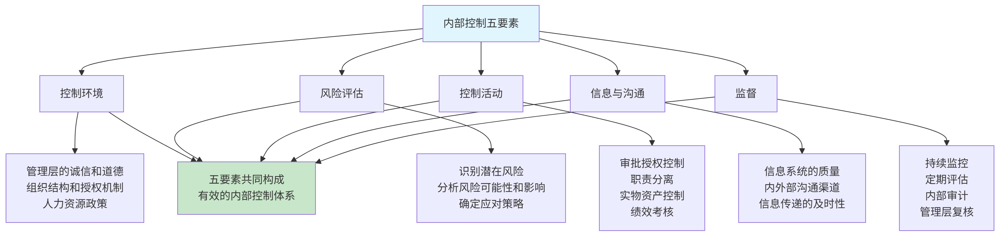 内部控制五要素
控制环境
风险评估
控制活动
信息与沟通
监督
管理层的诚信和道德
组织结构和授权机制
人力资源政策
五要素共同构成
有效的内部控制体系
识别潜在风险
分析风险可能性和影响
确定应对策略
审批授权控制
职责分离
实物资产控制
绩效考核
信息系统的质量
内外部沟通渠道
信息传递的及时性
持续监控
定期评估
内部审计
管理层复核